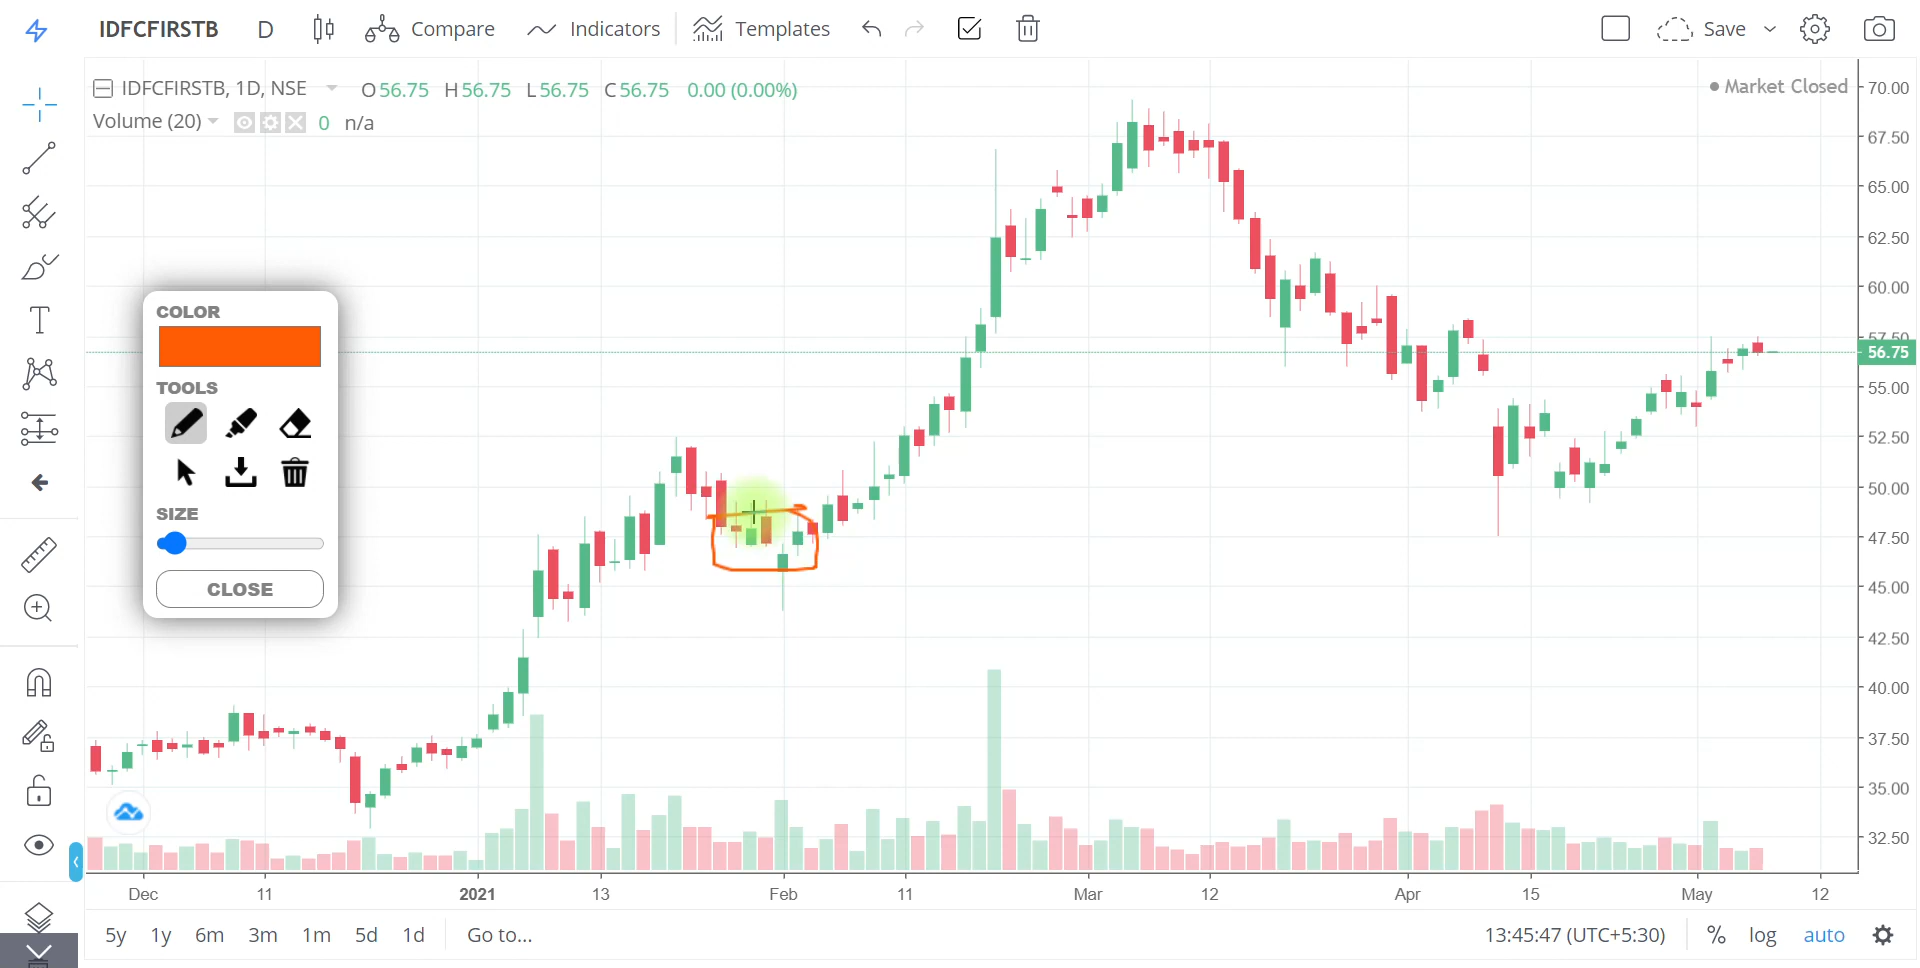 IDFCFIRSTB D Compare Indicators Templates Save
IDFCFIRSTB, 1D, NSE O56.75 H56.75 L56.75 C56.75 0.00 (0.00%)
Market Closed
Volume (20) 0 n/a
70.00
67.50
65.00
62.50
60.00
57.50
56.75
55.00
52.50
50.00
47.50
45.00
42.50
40.00
37.50
35.00
32.50
COLOR
TOOLS
SIZE
CLOSE
T
Dec 11 2021 13 Feb 11 Mar 12 Apr 15 May 12
5y 1y 6m 3m 1m 5d 1d Go to... 13:45:47 (UTC+5:30) % log auto